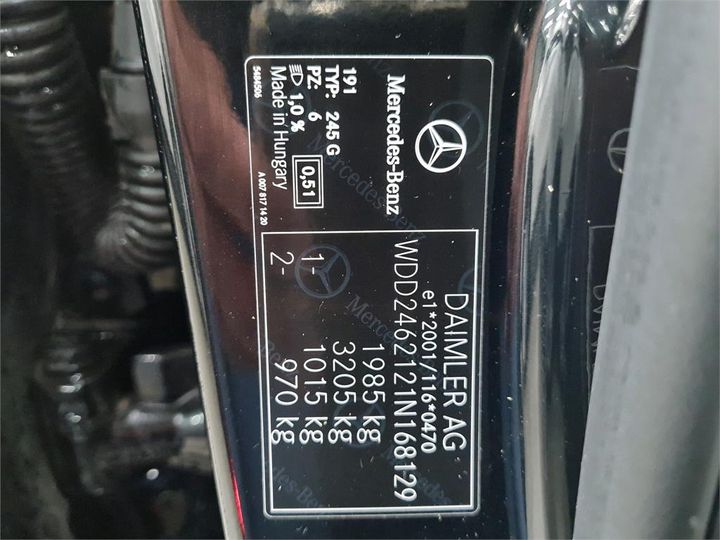 Mercedes-Benz
191
TYP: 245 G
PZ: 6
1,0 %
0,51
Made in Hungary
5484506
A 007 817 14 20
DAIMLER AG
e1*2001/116*0470
WDD2462121N168129
1985 kg
3205 kg
1- 1015 kg
2- 970 kg